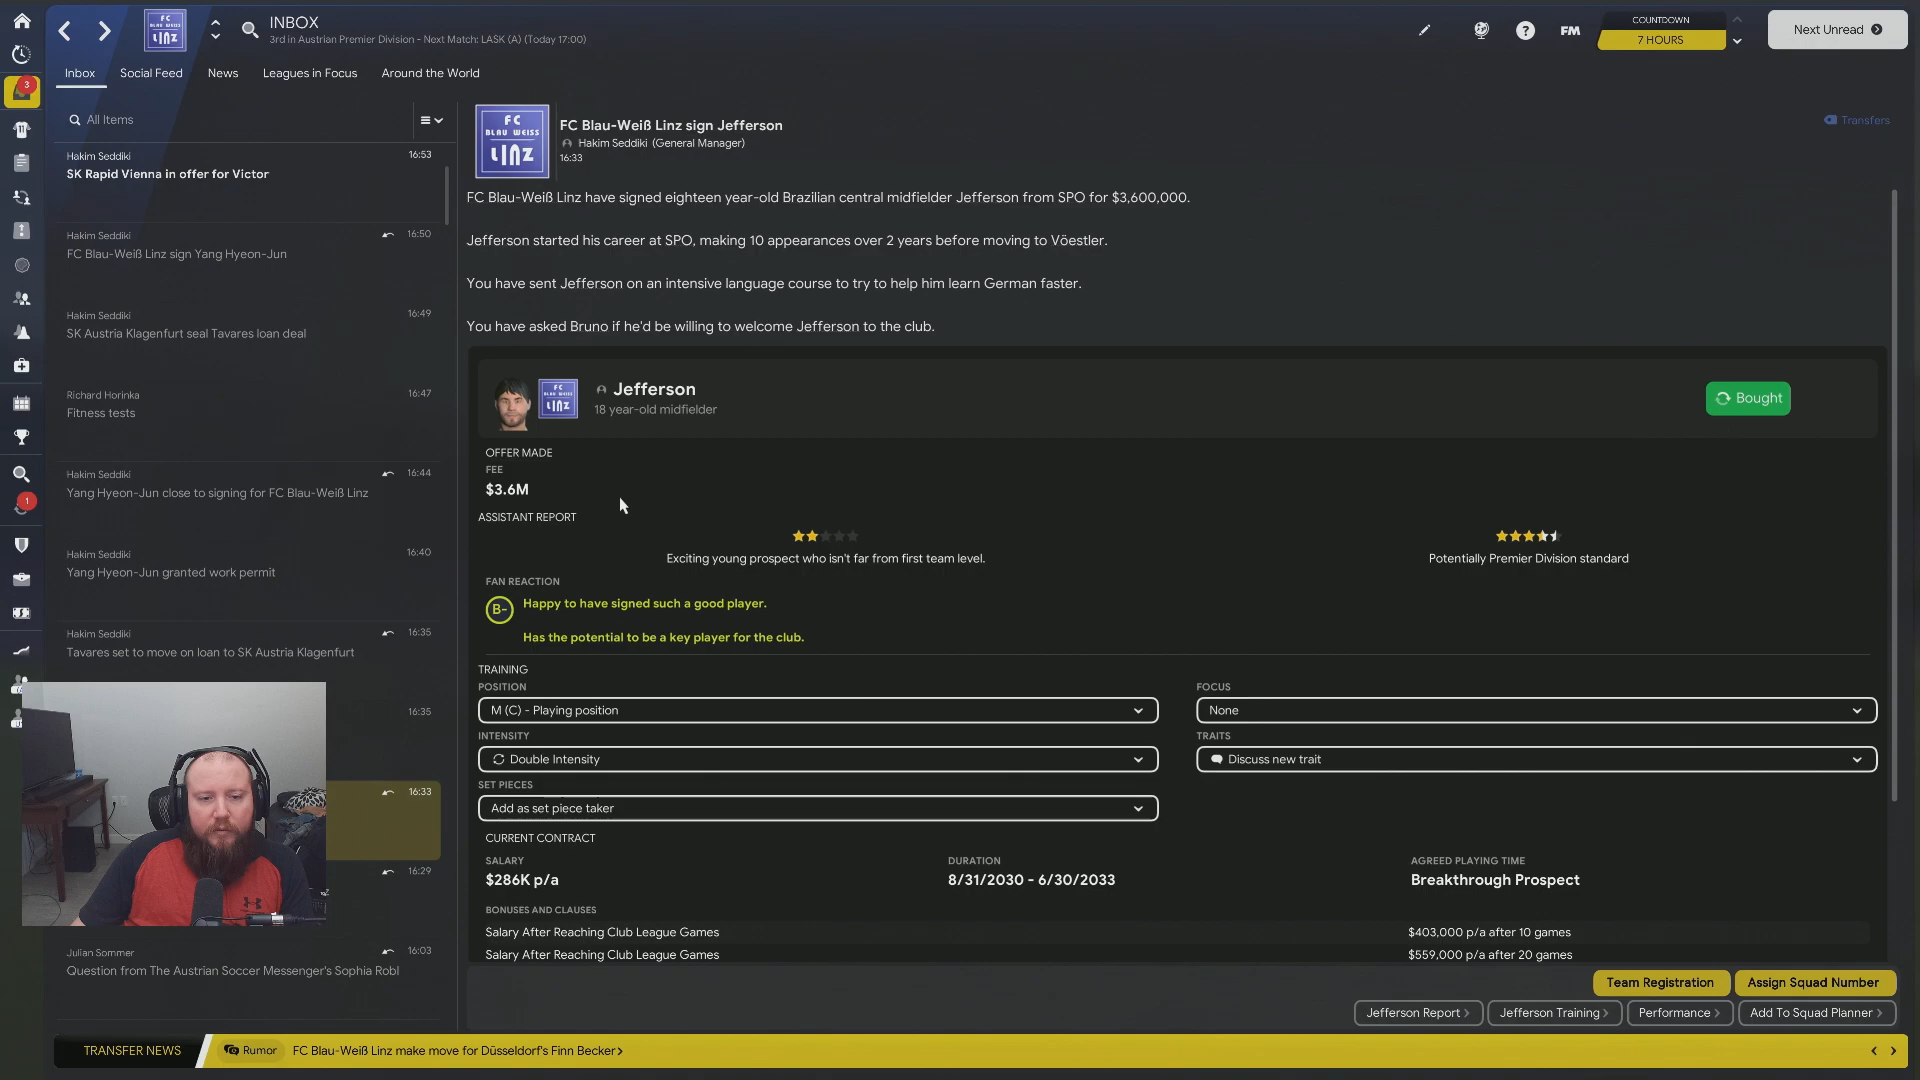 INBOX
3rd in Austrian Premier Division - Next Match: LASK (A) (Today 17:00)
COUNTDOWN
7 HOURS
FM
Next Unread
3
Inbox
Social Feed
News
Leagues in Focus
Around the World
All Items
Hakim Seddiki
16:53
SK Rapid Vienna in offer for Victor
Hakim Seddiki
16:50
FC Blau-Weiß Linz sign Yang Hyeon-Jun
Hakim Seddiki
16:49
SK Austria Klagenfurt seal Tavares loan deal
Richard Horinka
16:47
Fitness tests
Hakim Seddiki
16:44
Yang Hyeon-Jun close to signing for FC Blau-Weiß Linz
1
Hakim Seddiki
16:40
Yang Hyeon-Jun granted work permit
Hakim Seddiki
16:35
Tavares set to move on loan to SK Austria Klagenfurt
16:35
16:33
16:29
Julian Sommer
16:03
Question from The Austrian Soccer Messenger's Sophia Robl
FC
BLAU WEISS
LINZ
FC Blau-Weiß Linz sign Jefferson
Hakim Seddiki (General Manager)
16:33
Transfers
FC Blau-Weiß Linz have signed eighteen year-old Brazilian central midfielder Jefferson from SPO for $3,600,000.
Jefferson started his career at SPO, making 10 appearances over 2 years before moving to Vöestler.
You have sent Jefferson on an intensive language course to try to help him learn German faster.
You have asked Bruno if he'd be willing to welcome Jefferson to the club.
Jefferson
18 year-old midfielder
Bought
OFFER MADE
FEE
$3.6M
ASSISTANT REPORT
Exciting young prospect who isn't far from first team level.
Potentially Premier Division standard
FAN REACTION
B-
Happy to have signed such a good player.
Has the potential to be a key player for the club.
TRAINING
POSITION
M (C) - Playing position
FOCUS
None
INTENSITY
Double Intensity
TRAITS
Discuss new trait
SET PIECES
Add as set piece taker
CURRENT CONTRACT
SALARY
$286K p/a
DURATION
8/31/2030 - 6/30/2033
AGREED PLAYING TIME
Breakthrough Prospect
BONUSES AND CLAUSES
Salary After Reaching Club League Games
$403,000 p/a after 10 games
Salary After Reaching Club League Games
$559,000 p/a after 20 games
Team Registration
Assign Squad Number
Jefferson Report
Jefferson Training
Performance
Add To Squad Planner
TRANSFER NEWS
Rumor
FC Blau-Weiß Linz make move for Düsseldorf's Finn Becker